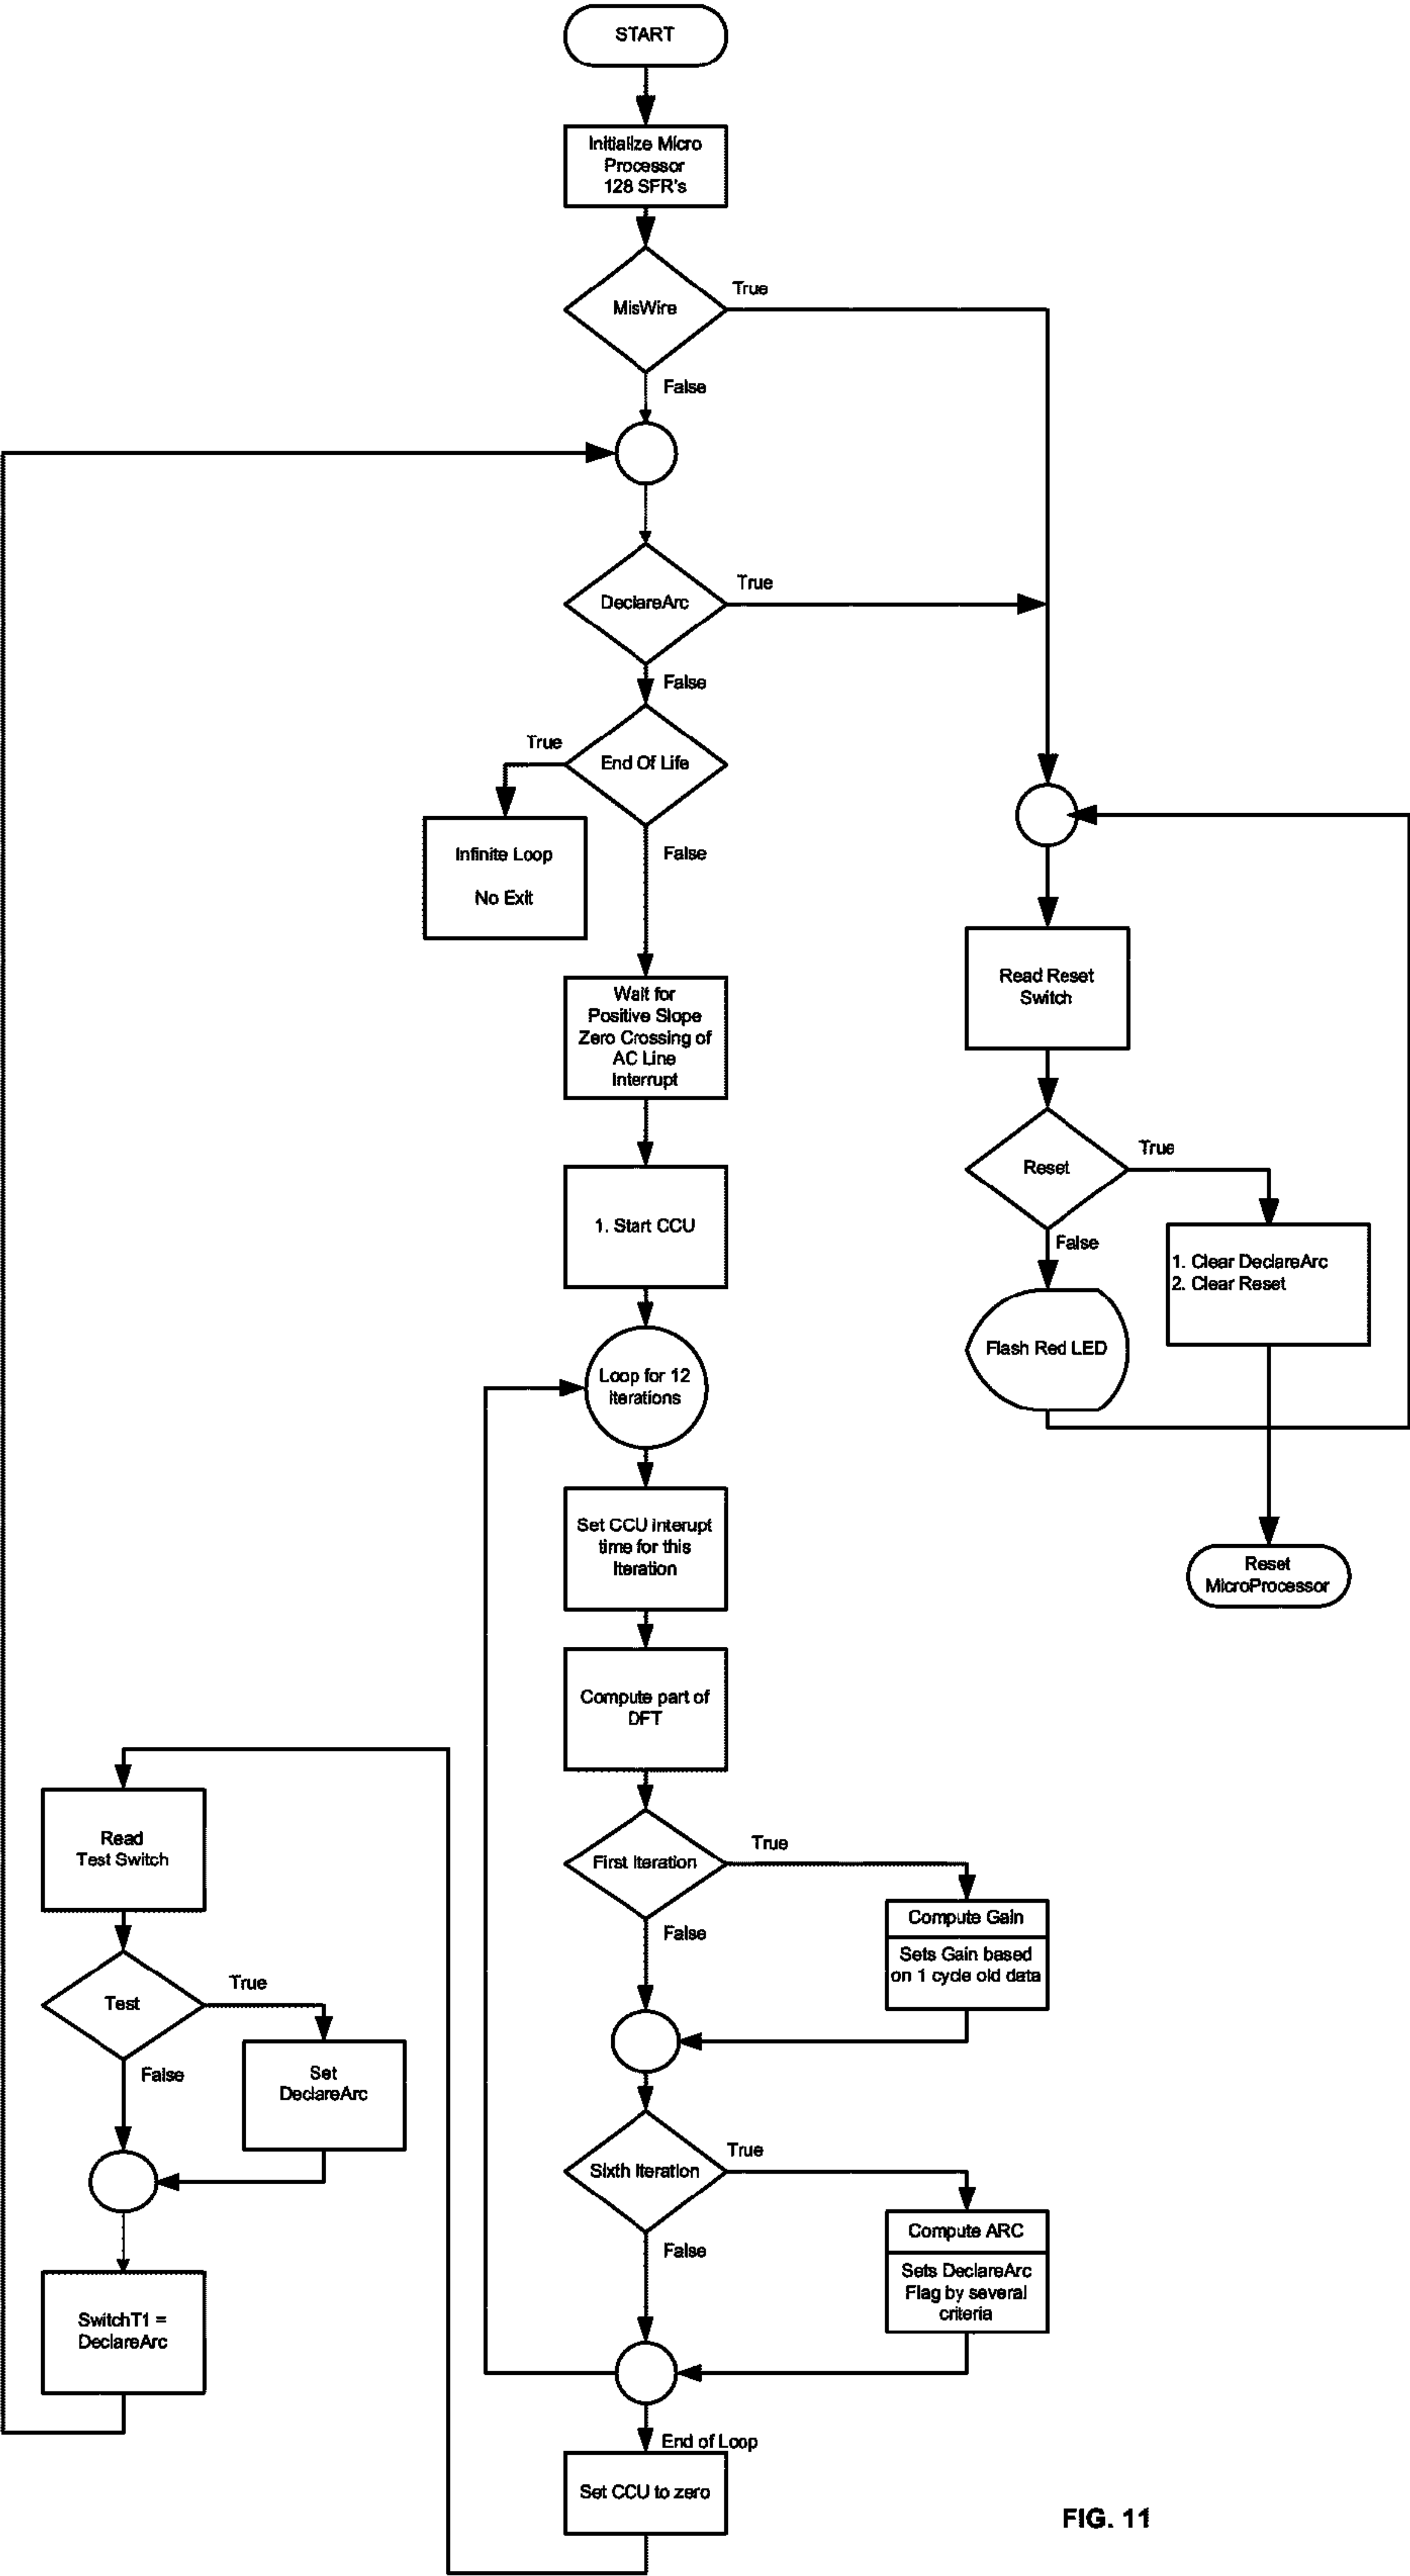 START
Initialize Micro
Processor
128 SFR's
MisWire
True
False
DeclareArc
True
False
End Of Life
True
False
Infinite Loop
No Exit
Wait for
Positive Slope
Zero Crossing of
AC Line
Interrupt
Read Reset
Switch
Reset
True
False
1. Clear DeclareArc
2. Clear Reset
Flash Red LED
Reset
MicroProcessor
1. Start CCU
Loop for 12
iterations
Set CCU interupt
time for this
Iteration
Compute part of
DFT
First Iteration
True
False
Compute Gain
Sets Gain based
on 1 cycle old data
Sixth Iteration
True
False
Compute ARC
Sets DeclareArc
Flag by several
criteria
End of Loop
Set CCU to zero
Read
Test Switch
Test
True
False
Set
DeclareArc
SwitchT1 =
DeclareArc
FIG. 11